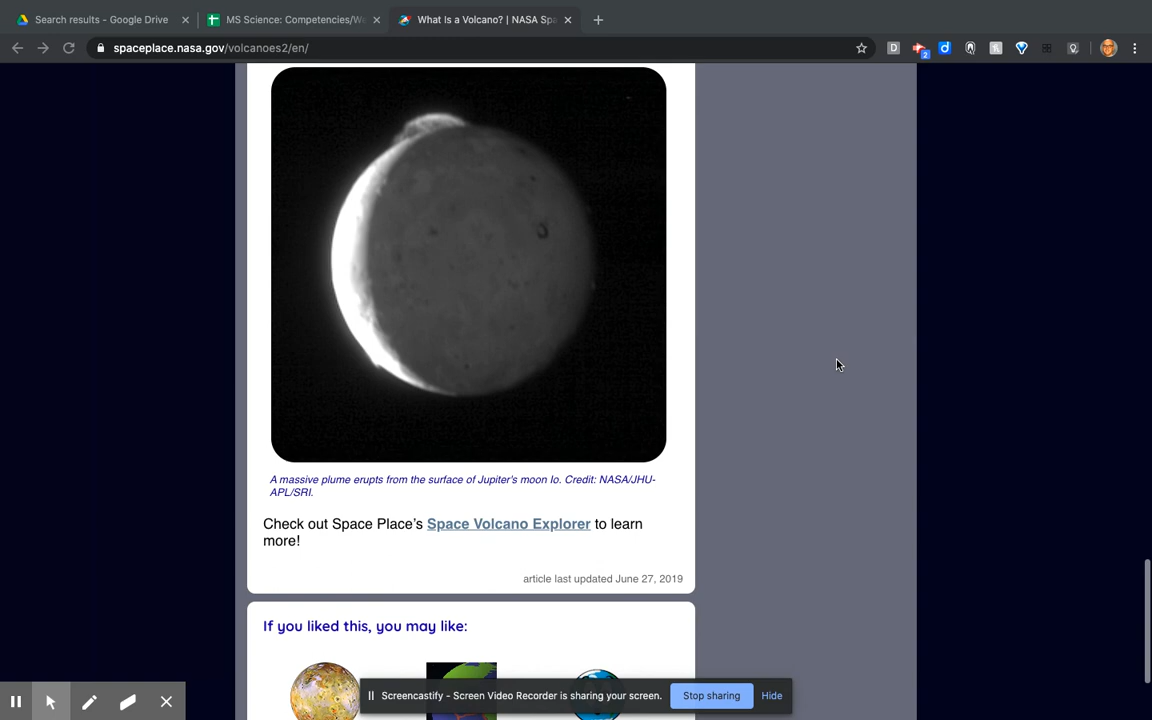 Search results - Google Drive
MS Science: Competencies/We
What Is a Volcano? | NASA Spa
spaceplace.nasa.gov/volcanoes2/en/
D
2
d
A massive plume erupts from the surface of Jupiter's moon Io. Credit: NASA/JHU-
APL/SRI.
Check out Space Place's Space Volcano Explorer to learn
more!
article last updated June 27, 2019
If you liked this, you may like:
Screencastify - Screen Video Recorder is sharing your screen.
Stop sharing
Hide